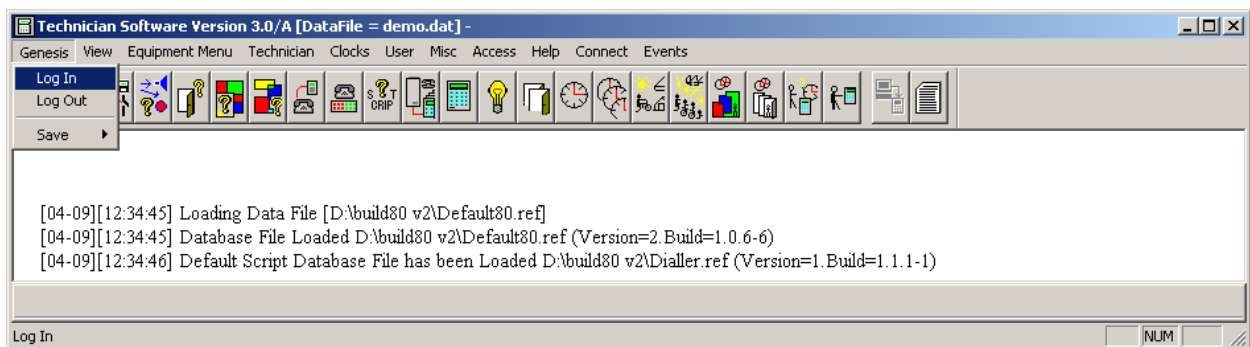 Technician Software Version 3.0/A [DataFile = demo.dat] -
Genesis View Equipment Menu Technician Clocks User Misc Access Help Connect Events
Log In
Log Out
Save
S ? T
CRIP
[04-09][12:34:45] Loading Data File [D:\build80 v2\Default80.ref]
[04-09][12:34:45] Database File Loaded D:\build80 v2\Default80.ref (Version=2.Build=1.0.6-6)
[04-09][12:34:46] Default Script Database File has been Loaded D:\build80 v2\Dialler.ref (Version=1.Build=1.1.1-1)
Log In NUM